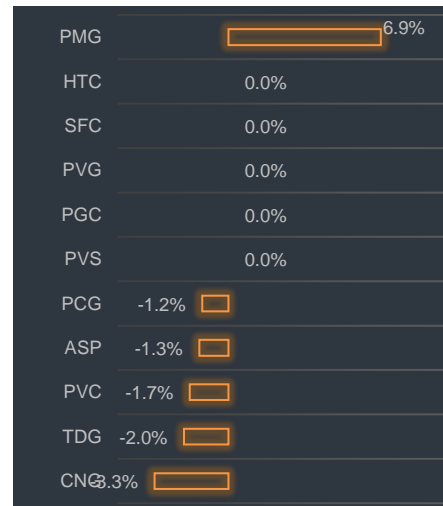 PMG 6.9%
HTC 0.0%
SFC 0.0%
PVG 0.0%
PGC 0.0%
PVS 0.0%
PCG -1.2%
ASP -1.3%
PVC -1.7%
TDG -2.0%
CNG -3.3%